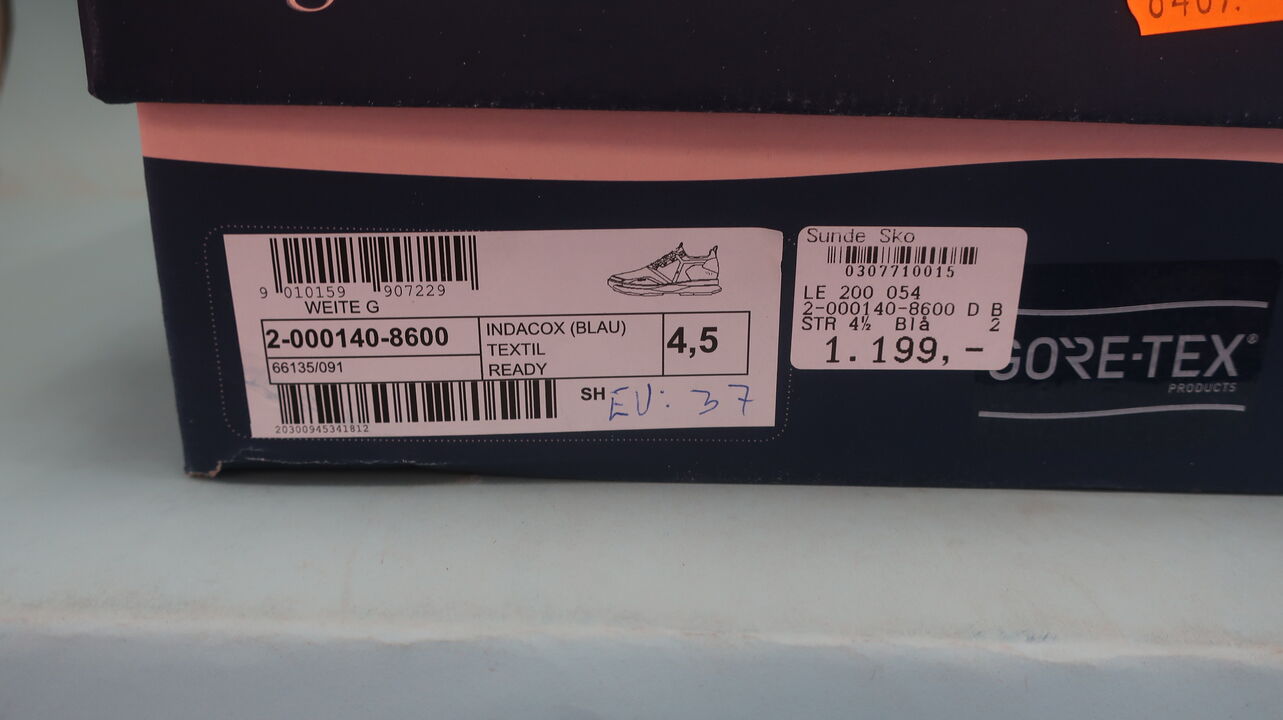 9 010159 907229
WEITE G
2-000140-8600
66135/091
INDACOX (BLAU)
TEXTIL
READY
4,5
20300945341812
SH EU: 37
Sunde Sko
0307710015
LE 200 054
2-000140-8600 D B
STR 4½ Blå 2
1.199,-
GORE-TEX®
PRODUCTS